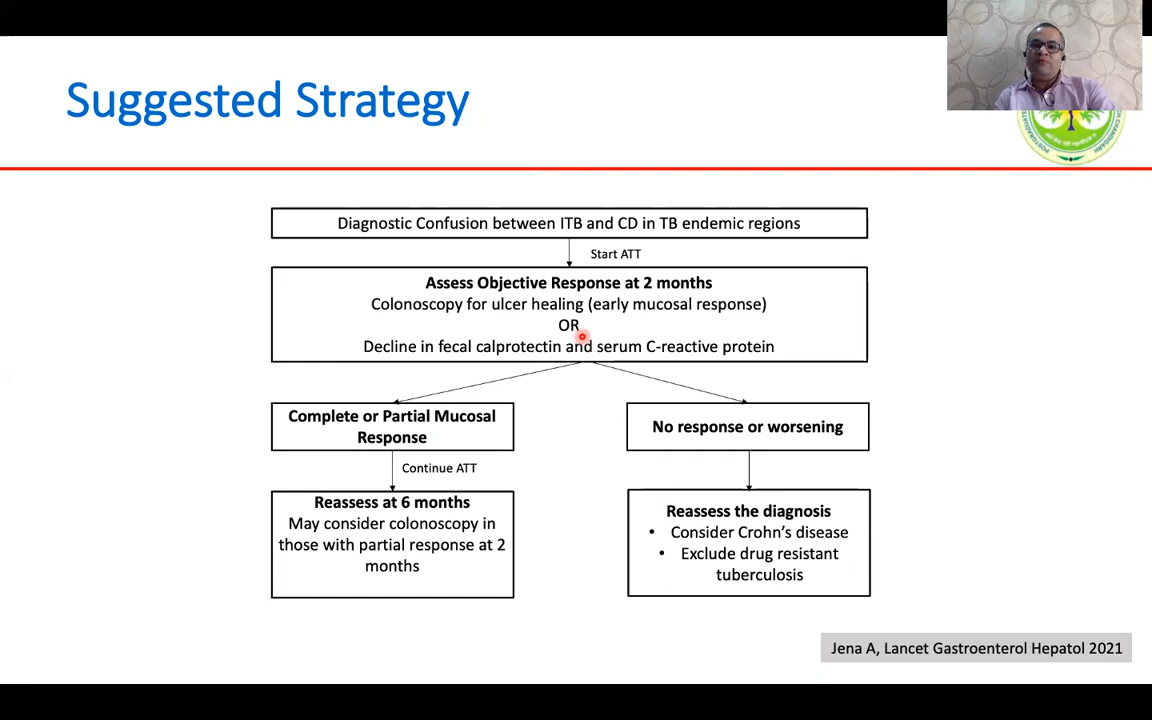 Suggested Strategy
POSTGRADUATE
CHANDIGARH
Diagnostic Confusion between ITB and CD in TB endemic regions
Start ATT
Assess Objective Response at 2 months
Colonoscopy for ulcer healing (early mucosal response)
OR
Decline in fecal calprotectin and serum C-reactive protein
Complete or Partial Mucosal
Response
No response or worsening
Continue ATT
Reassess at 6 months
May consider colonoscopy in
those with partial response at 2
months
Reassess the diagnosis
• Consider Crohn's disease
• Exclude drug resistant
tuberculosis
Jena A, Lancet Gastroenterol Hepatol 2021